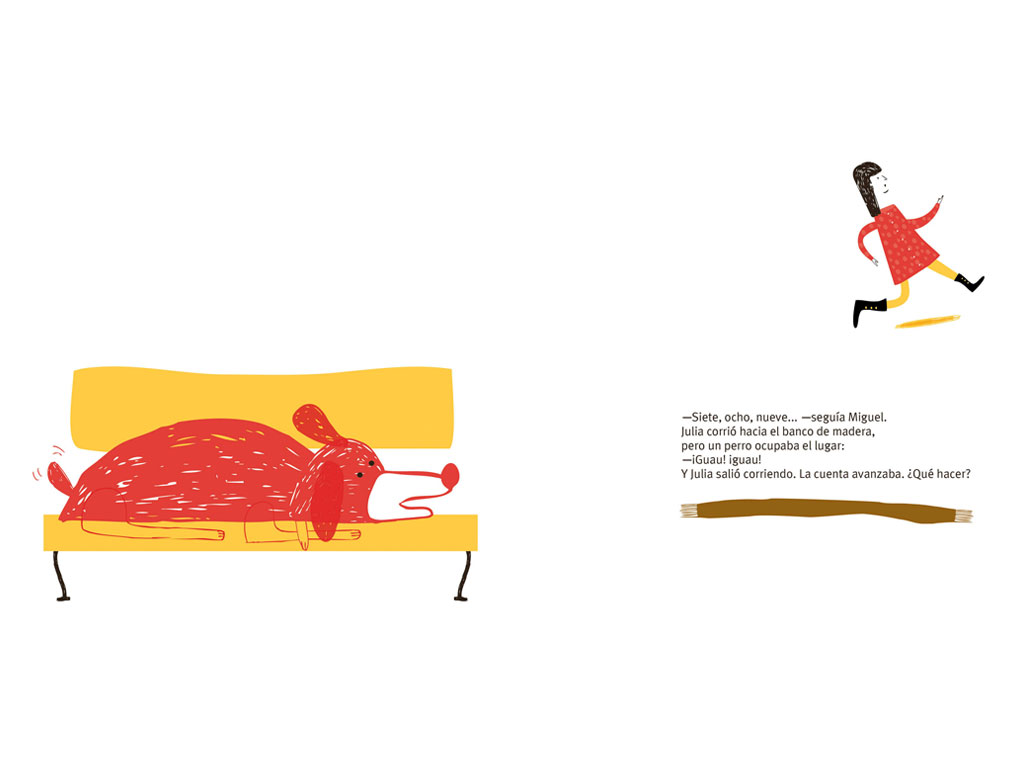 —Siete, ocho, nueve... —seguía Miguel.
Julia corrió hacia el banco de madera,
pero un perro ocupaba el lugar:
—¡Guau! ¡guau!
Y Julia salió corriendo. La cuenta avanzaba. ¿Qué hacer?